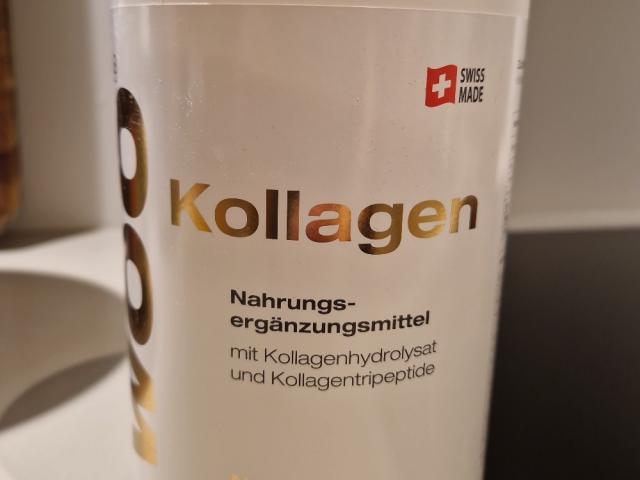 SWISS
MADE
Kollagen
Nahrungs-
ergänzungsmittel
mit Kollagenhydrolysat
und Kollagentripeptide